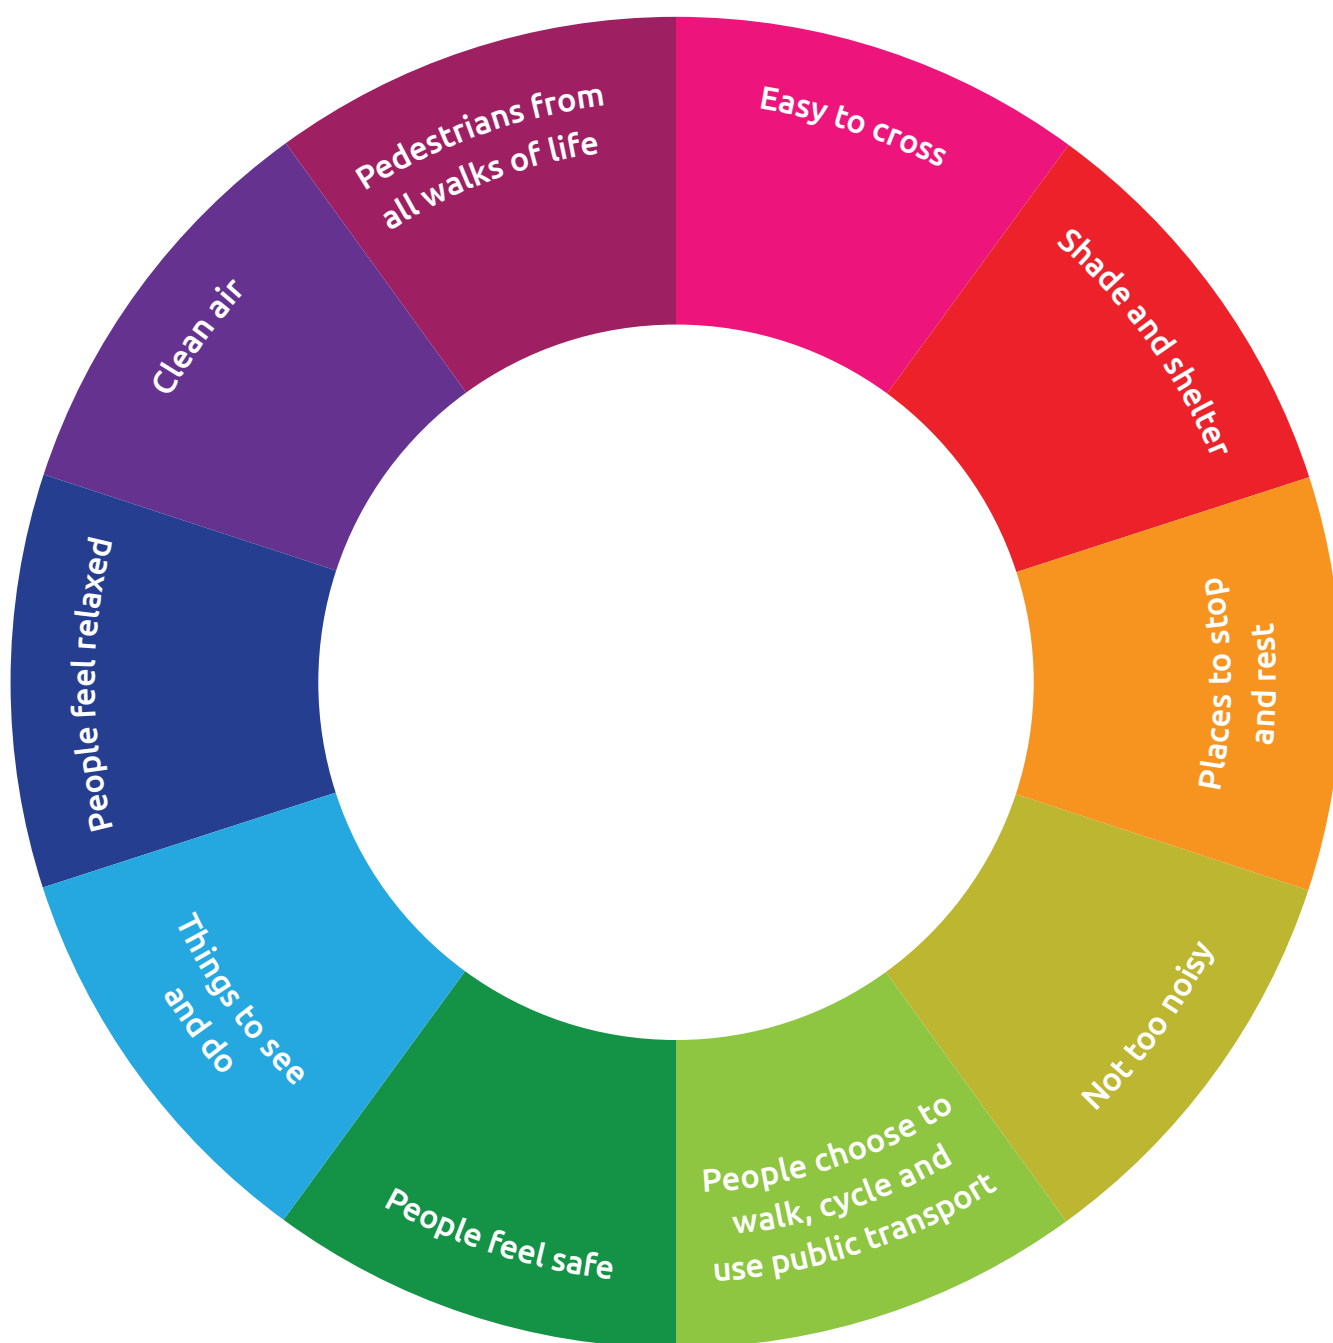 Easy to cross
Shade and shelter
Places to stop
and rest
Not too noisy
People choose to
walk, cycle and
use public transport
People feel safe
Things to see
and do
People feel relaxed
Clean air
Pedestrians from
all walks of life